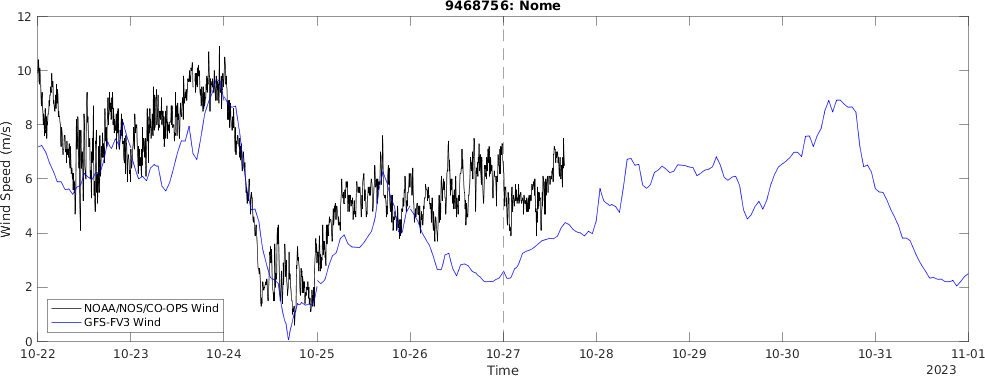 9468756: Nome
12
10
8
6
4
2
0
Wind Speed (m/s)
NOAA/NOS/CO-OPS Wind
GFS-FV3 Wind
10-22 10-23 10-24 10-25 10-26 10-27 10-28 10-29 10-30 10-31 11-01
Time
2023